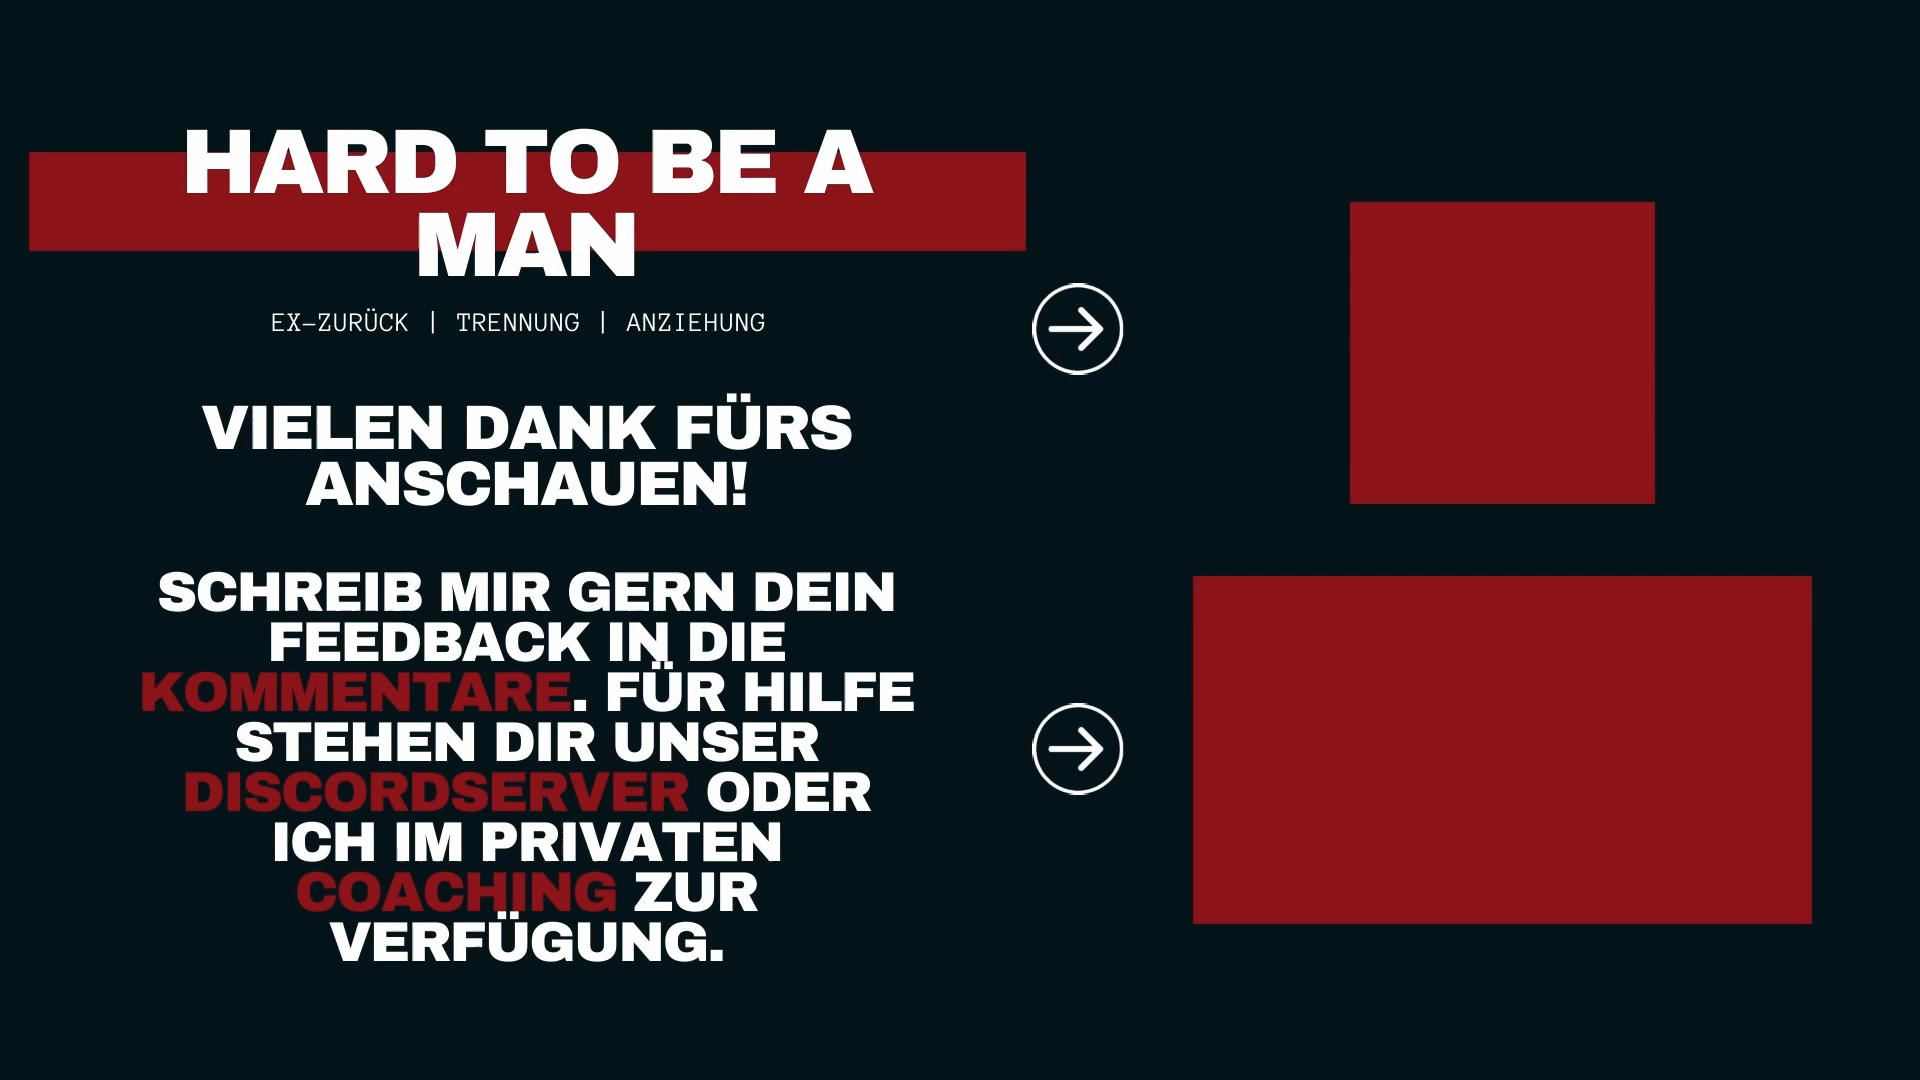 HARD TO BE A
MAN
EX-ZURÜCK | TRENNUNG | ANZIEHUNG
VIELEN DANK FÜRS
ANSCHAUEN!
SCHREIB MIR GERN DEIN
FEEDBACK IN DIE
KOMMENTARE. FÜR HILFE
STEHEN DIR UNSER
DISCORDSERVER ODER
ICH IM PRIVATEN
COACHING ZUR
VERFÜGUNG.